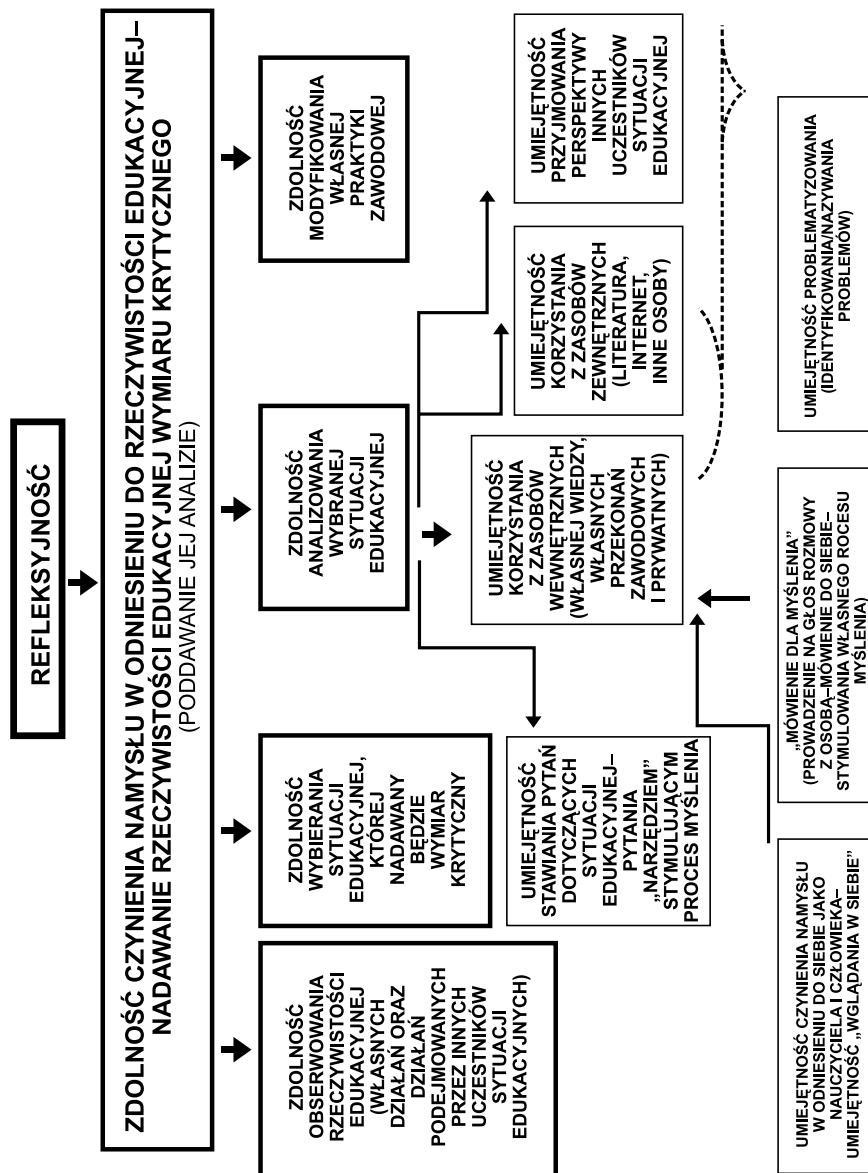 REFLEKSYJNOŚĆ
ZDOLNOŚĆ CZYNIENIA NAMYSŁU W ODNIESIENIU DO RZECZYWISTOŚCI EDUKACYJNEJ–
NADAWANIE RZECZYWISTOŚCI EDUKACYJNEJ WYMIARU KRYTYCZNEGO
(PODDAWANIE JEJ ANALIZIE)
ZDOLNOŚĆ
OBSERWOWANIA
RZECZYWISTOŚCI
EDUKACYJNEJ
(WŁASNYCH
DZIAŁAŃ ORAZ
DZIAŁAŃ
PODEJMOWANYCH
PRZEZ INNYCH
UCZESTNIKÓW
SYTUACJI
EDUKACYJNYCH)
ZDOLNOŚĆ
WYBIERANIA
SYTUACJI
EDUKACYJNEJ,
KTÓREJ
NADAWANY
BĘDZIE
WYMIAR
KRYTYCZNY
ZDOLNOŚĆ
ANALIZOWANIA
WYBRANEJ
SYTUACJI
EDUKACYJNEJ
ZDOLNOŚĆ
MODYFIKOWANIA
WŁASNEJ
PRAKTYKI
ZAWODOWEJ
UMIEJĘTNOŚĆ
STAWIANIA PYTAŃ
DOTYCZĄCYCH
SYTUACJI
EDUKACYJNEJ–
PYTANIA
„NARZĘDZIEM”
STYMULUJĄCYM
PROCES MYŚLENIA
UMIEJĘTNOŚĆ
KORZYSTANIA
Z ZASOBÓW
WEWNĘTRZNYCH
(WŁASNEJ WIEDZY,
WŁASNYCH
PRZEKONAŃ
ZAWODOWYCH
I PRYWATNYCH)
UMIEJĘTNOŚĆ
KORZYSTANIA
Z ZASOBÓW
ZEWNĘTRZNYCH
(LITERATURA,
INTERNET,
INNE OSOBY)
UMIEJĘTNOŚĆ
PRZYJMOWANIA
PERSPEKTYWY
INNYCH
UCZESTNIKÓW
SYTUACJI
EDUKACYJNEJ
UMIEJĘTNOŚĆ CZYNIENIA NAMYSŁU
W ODNIESIENIU DO SIEBIE JAKO
NAUCZYCIELA I CZŁOWIEKA–
UMIEJĘTNOŚĆ „WGLĄDANIA W SIEBIE”
„MÓWIENIE DLA MYŚLENIA”
(PROWADZENIE NA GŁOS ROZMOWY
Z OSOBĄ–MÓWIENIE DO SIEBIE–
STYMULOWANIA WŁASNEGO ROCESU
MYŚLENIA)
UMIEJĘTNOŚĆ PROBLEMATYZOWANIA
(IDENTYFIKOWANIA/NAZYWANIA
PROBLEMÓW)